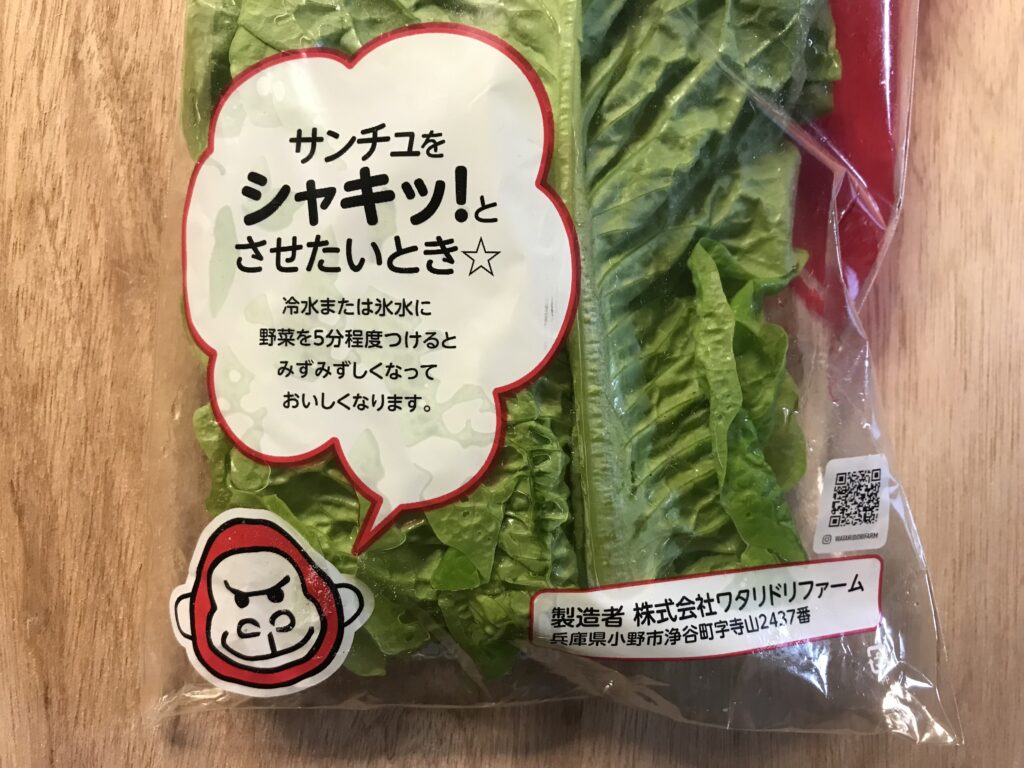 サンチュを
シャキッ!と
させたいとき☆
冷水または氷水に
野菜を5分程度つけると
みずみずしくなって
おいしくなります。
製造者 株式会社ワタリドリファーム
兵庫県小野市浄谷町字寺山2437番